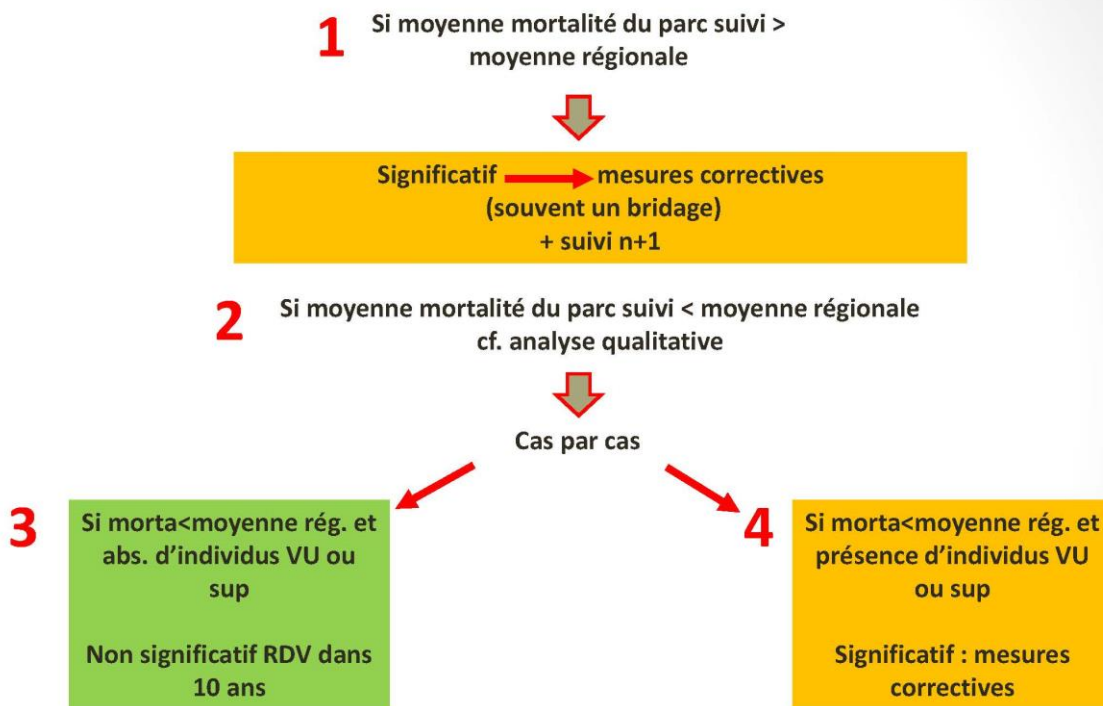 1
Si moyenne mortalité du parc suivi >
moyenne régionale
Significatif mesures correctives
(souvent un bridage)
+ suivi n+1
2
Si moyenne mortalité du parc suivi < moyenne régionale
cf. analyse qualitative
Cas par cas
3
Si morta<moyenne rég. et
abs. d'individus VU ou
sup
Non significatif RDV dans
10 ans
4
Si morta<moyenne rég. et
présence d'individus VU
ou sup
Significatif : mesures
correctives